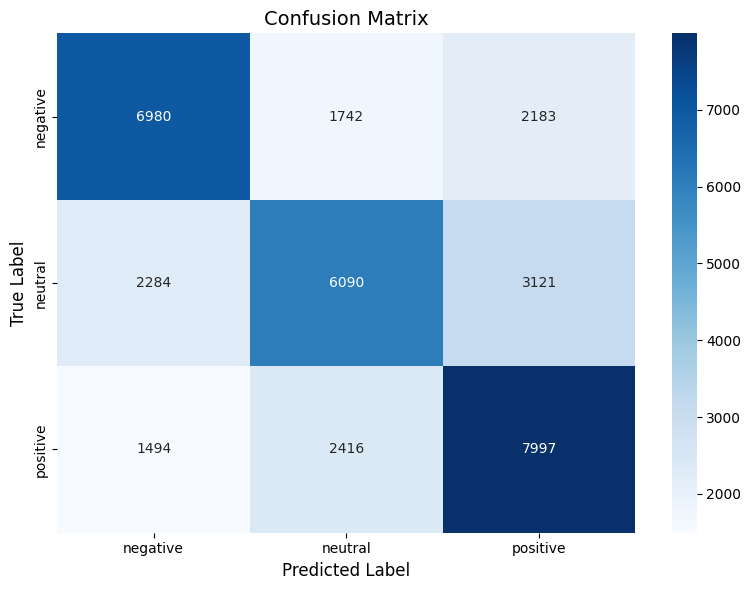 Confusion Matrix
True Label
negative
6980 1742 2183
neutral
2284 6090 3121
positive
1494 2416 7997
negative neutral positive
Predicted Label
7000
6000
5000
4000
3000
2000